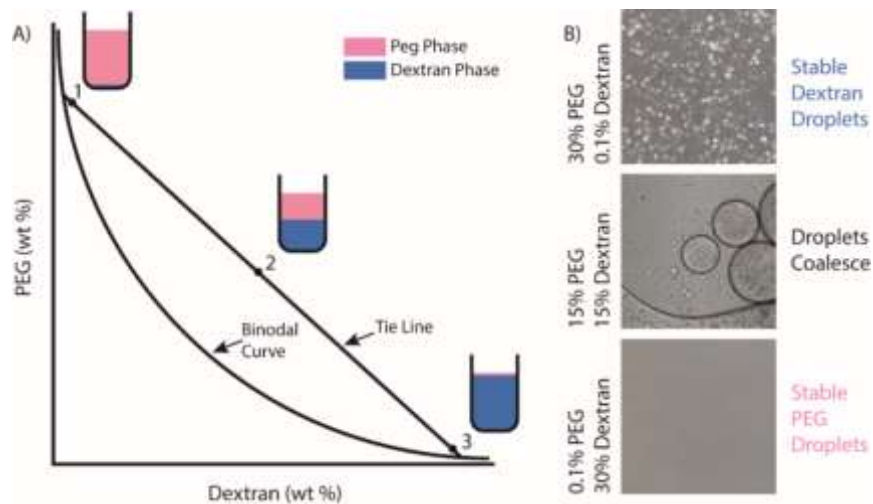 A)
Peg Phase
Dextran Phase
1
2
3
Binodal
Curve
Tie Line
PEG (wt %)
Dextran (wt %)
B)
30% PEG
0.1% Dextran
Stable
Dextran
Droplets
15% PEG
15% Dextran
Droplets
Coalesce
0.1% PEG
30% Dextran
Stable
PEG
Droplets